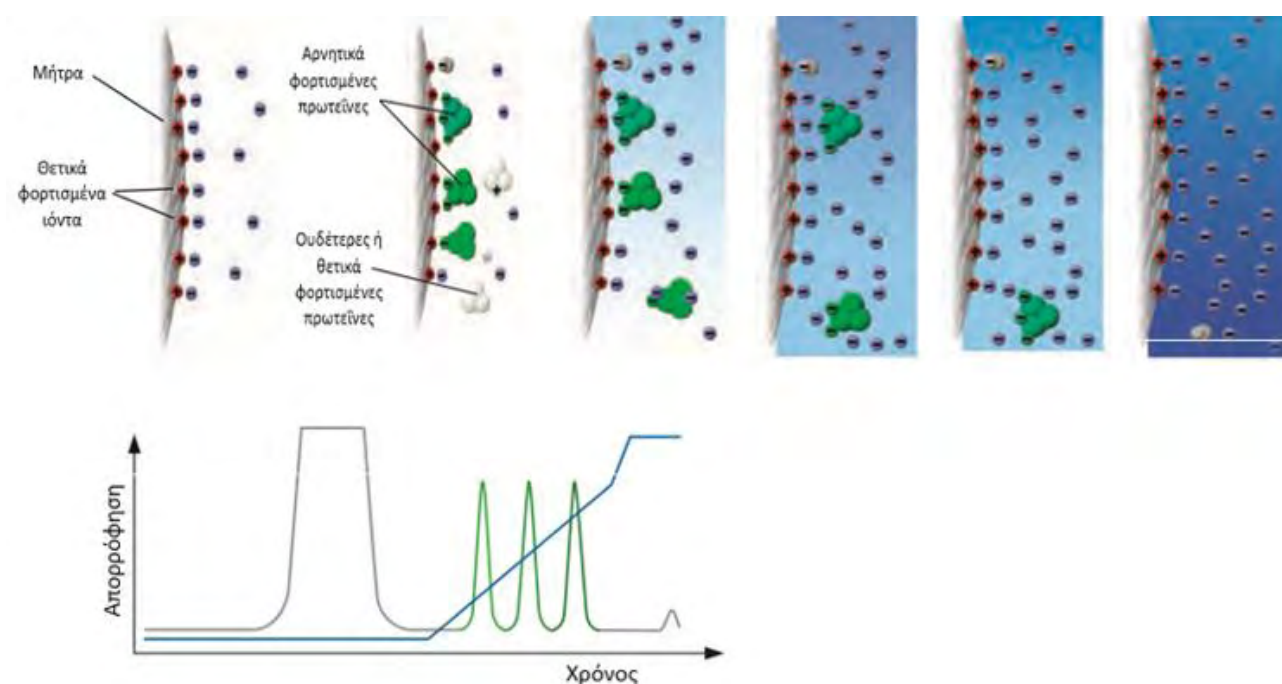 Μήτρα
Θετικά
φορτισμένα
ιόντα
Αρνητικά
φορτισμένες
πρωτεΐνες
Ουδέτερες ή
θετικά
φορτισμένες
πρωτεΐνες
Απορρόφηση
Χρόνος